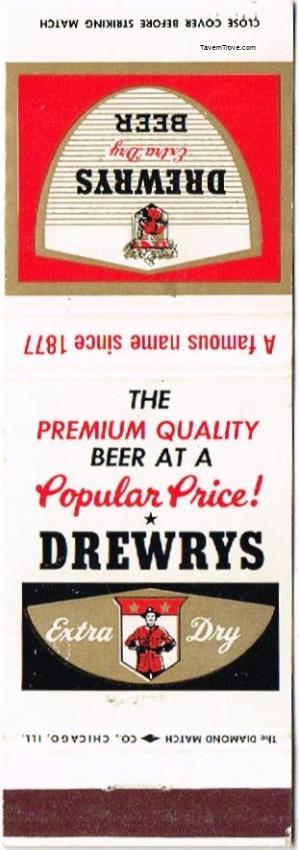 CLOSE COVER BEFORE STRIKING MATCH
TavernTrove.com
DREWRYS
Extra Dry
BEER
A famous name since 1877
THE
PREMIUM QUALITY
BEER AT A
Popular Price!
DREWRYS
Extra Dry
The DIAMOND MATCH CO., CHICAGO, ILL.